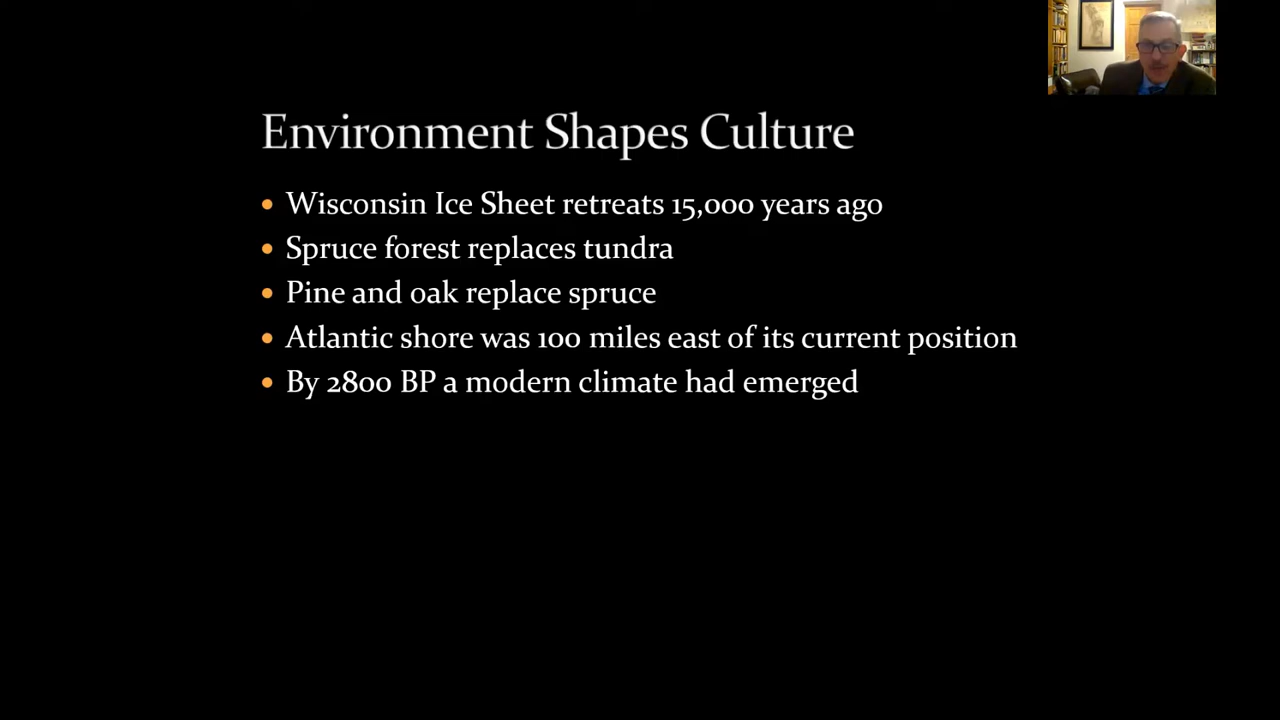 Environment Shapes Culture
Wisconsin Ice Sheet retreats 15,000 years ago
Spruce forest replaces tundra
Pine and oak replace spruce
Atlantic shore was 100 miles east of its current position
By 2800 BP a modern climate had emerged